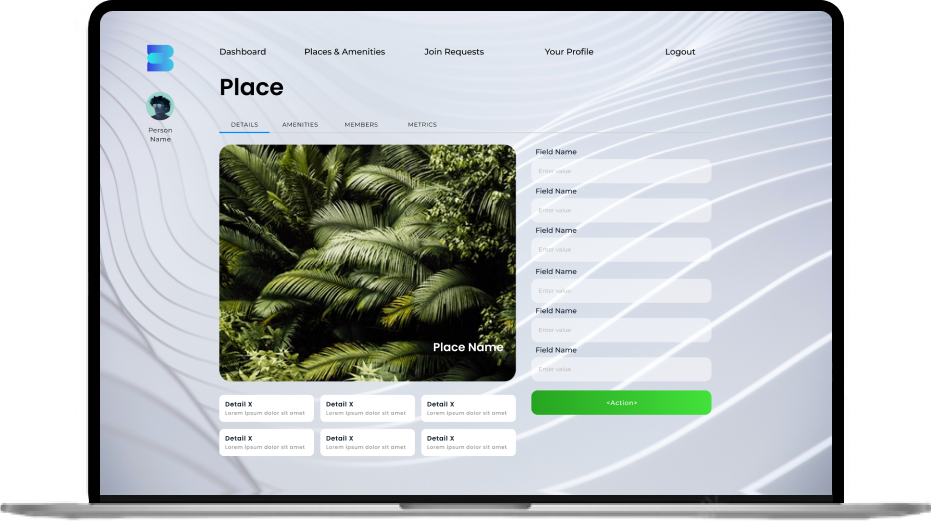 Dashboard
Places & Amenities
Join Requests
Your Profile
Logout
Person
Name
Place
DETAILS
AMENITIES
MEMBERS
METRICS
Place Name
Field Name
Enter value
Field Name
Enter value
Field Name
Enter value
Field Name
Enter value
Field Name
Enter value
Field Name
Enter value
<Action>
Detail X
Lorem ipsum dolor sit amet
Detail X
Lorem ipsum dolor sit amet
Detail X
Lorem ipsum dolor sit amet
Detail X
Lorem ipsum dolor sit amet
Detail X
Lorem ipsum dolor sit amet
Detail X
Lorem ipsum dolor sit amet